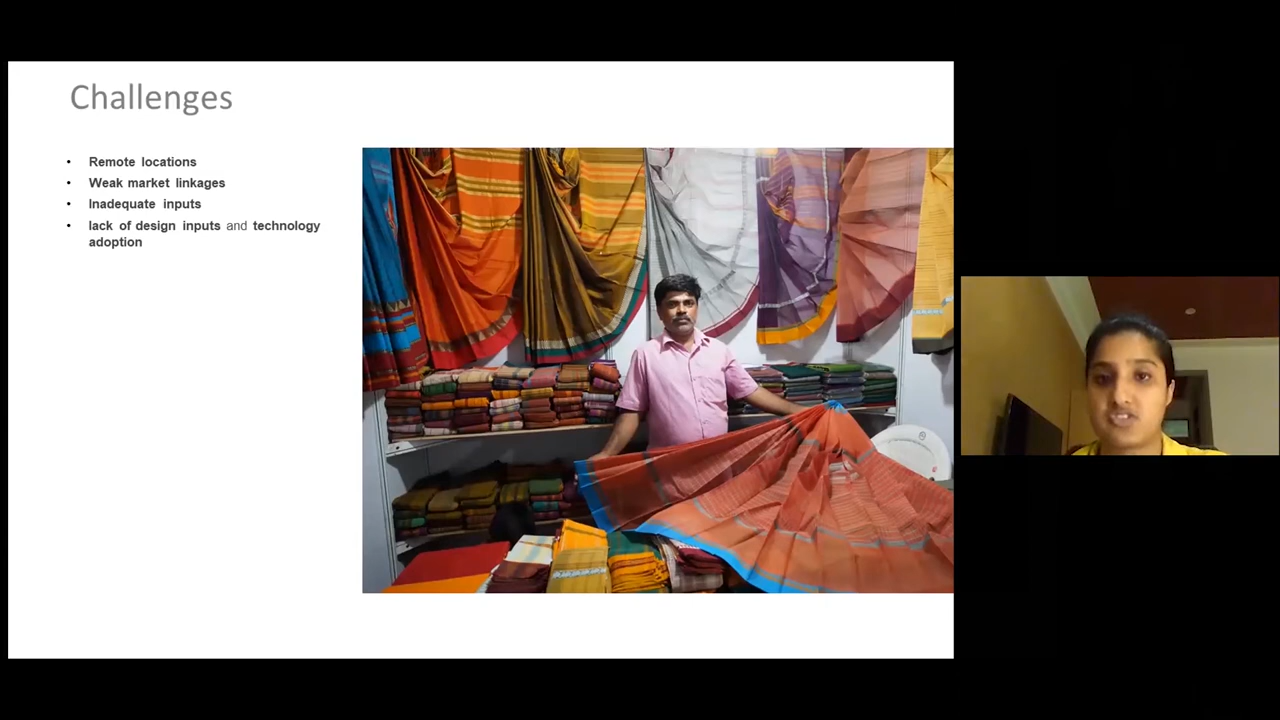 Challenges
• Remote locations
• Weak market linkages
• Inadequate inputs
• lack of design inputs and technology
adoption